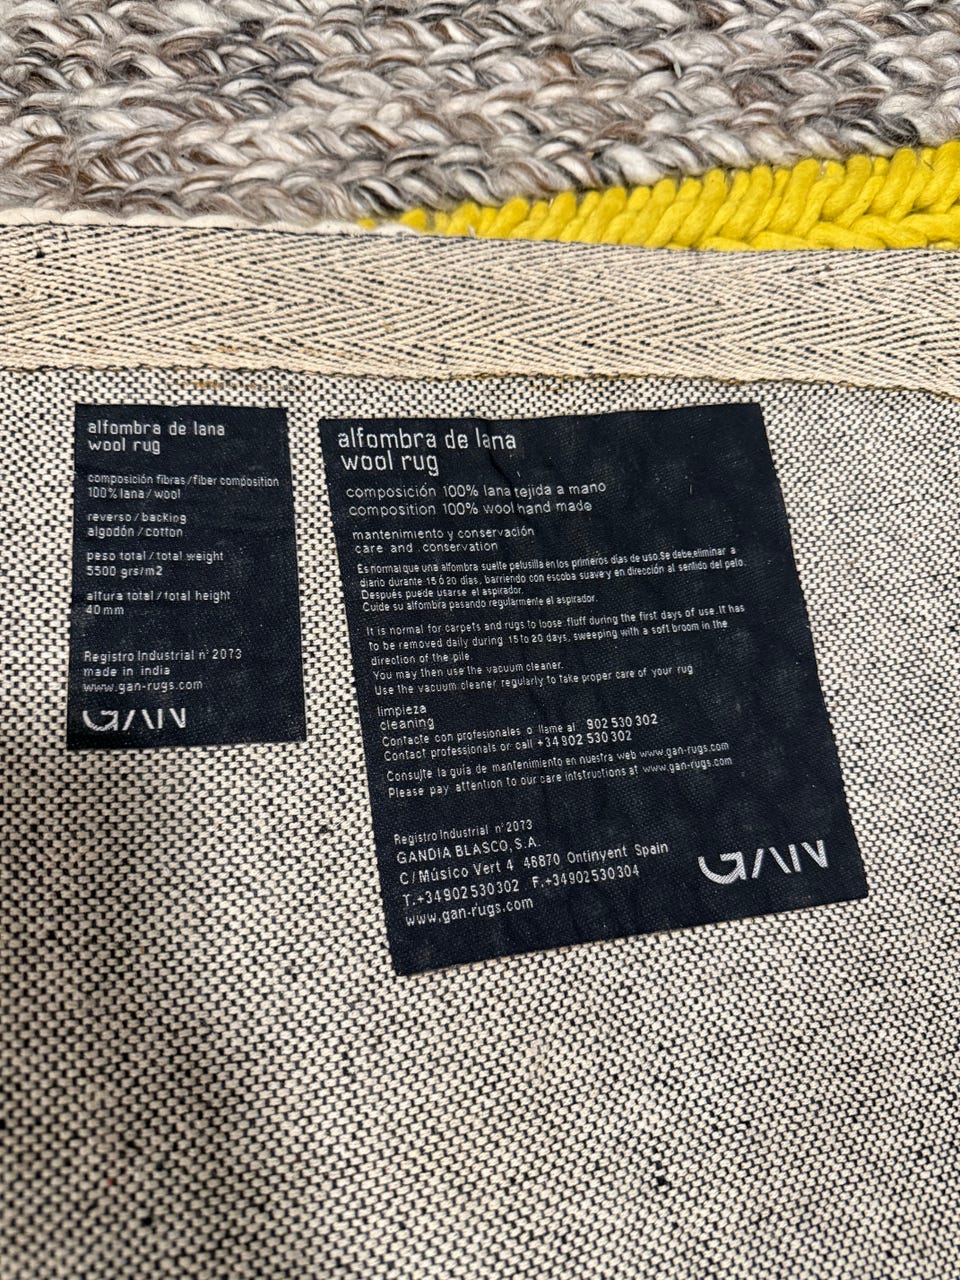 alfombra de lana
wool rug
composición fibras/fiber composition
100% lana/wool
reverso/backing
algodón/cotton
peso total/total weight
5500 grs/m2
altura total/total height
40mm
Registro Industrial nº 2073
made in india
www.gan-rugs.com
GAN
alfombra de lana
wool rug
composición 100% lana tejida a mano
composition 100% wool hand made
mantenimiento y conservación
care and conservation
Es normal que una alfombra suelte pelusilla en los primeros días de uso.Se debe eliminar a
diario durante 15 ó 20 días, barriendo con escoba suave y en dirección al sentido del pelo.
Después puede usarse el aspirador.
Cuide su alfombra pasando regularmente el aspirador.
It is normal for carpets and rugs to loose fluff during the first days of use.It has
to be removed daily during 15 to 20 days, sweeping with a soft broom in the
direction of the pile.
You may then use the vacuum cleaner.
Use the vacuum cleaner regularly to take proper care of your rug
limpieza
cleaning
Contacte con profesionales o llame al 902 530 302
Contact professionals or call +34 902 530 302
Consulte la guia de mantenimiento en nuestra web www.gan-rugs.com
Please pay attention to our care intstructions at www.gan-rugs.com
Registro Industrial nº 2073
GANDIA BLASCO, S.A.
C/Músico Vert 4 46870 Ontinyent Spain
T.+34902530302 F.+34902530304
www.gan-rugs.com
GAN